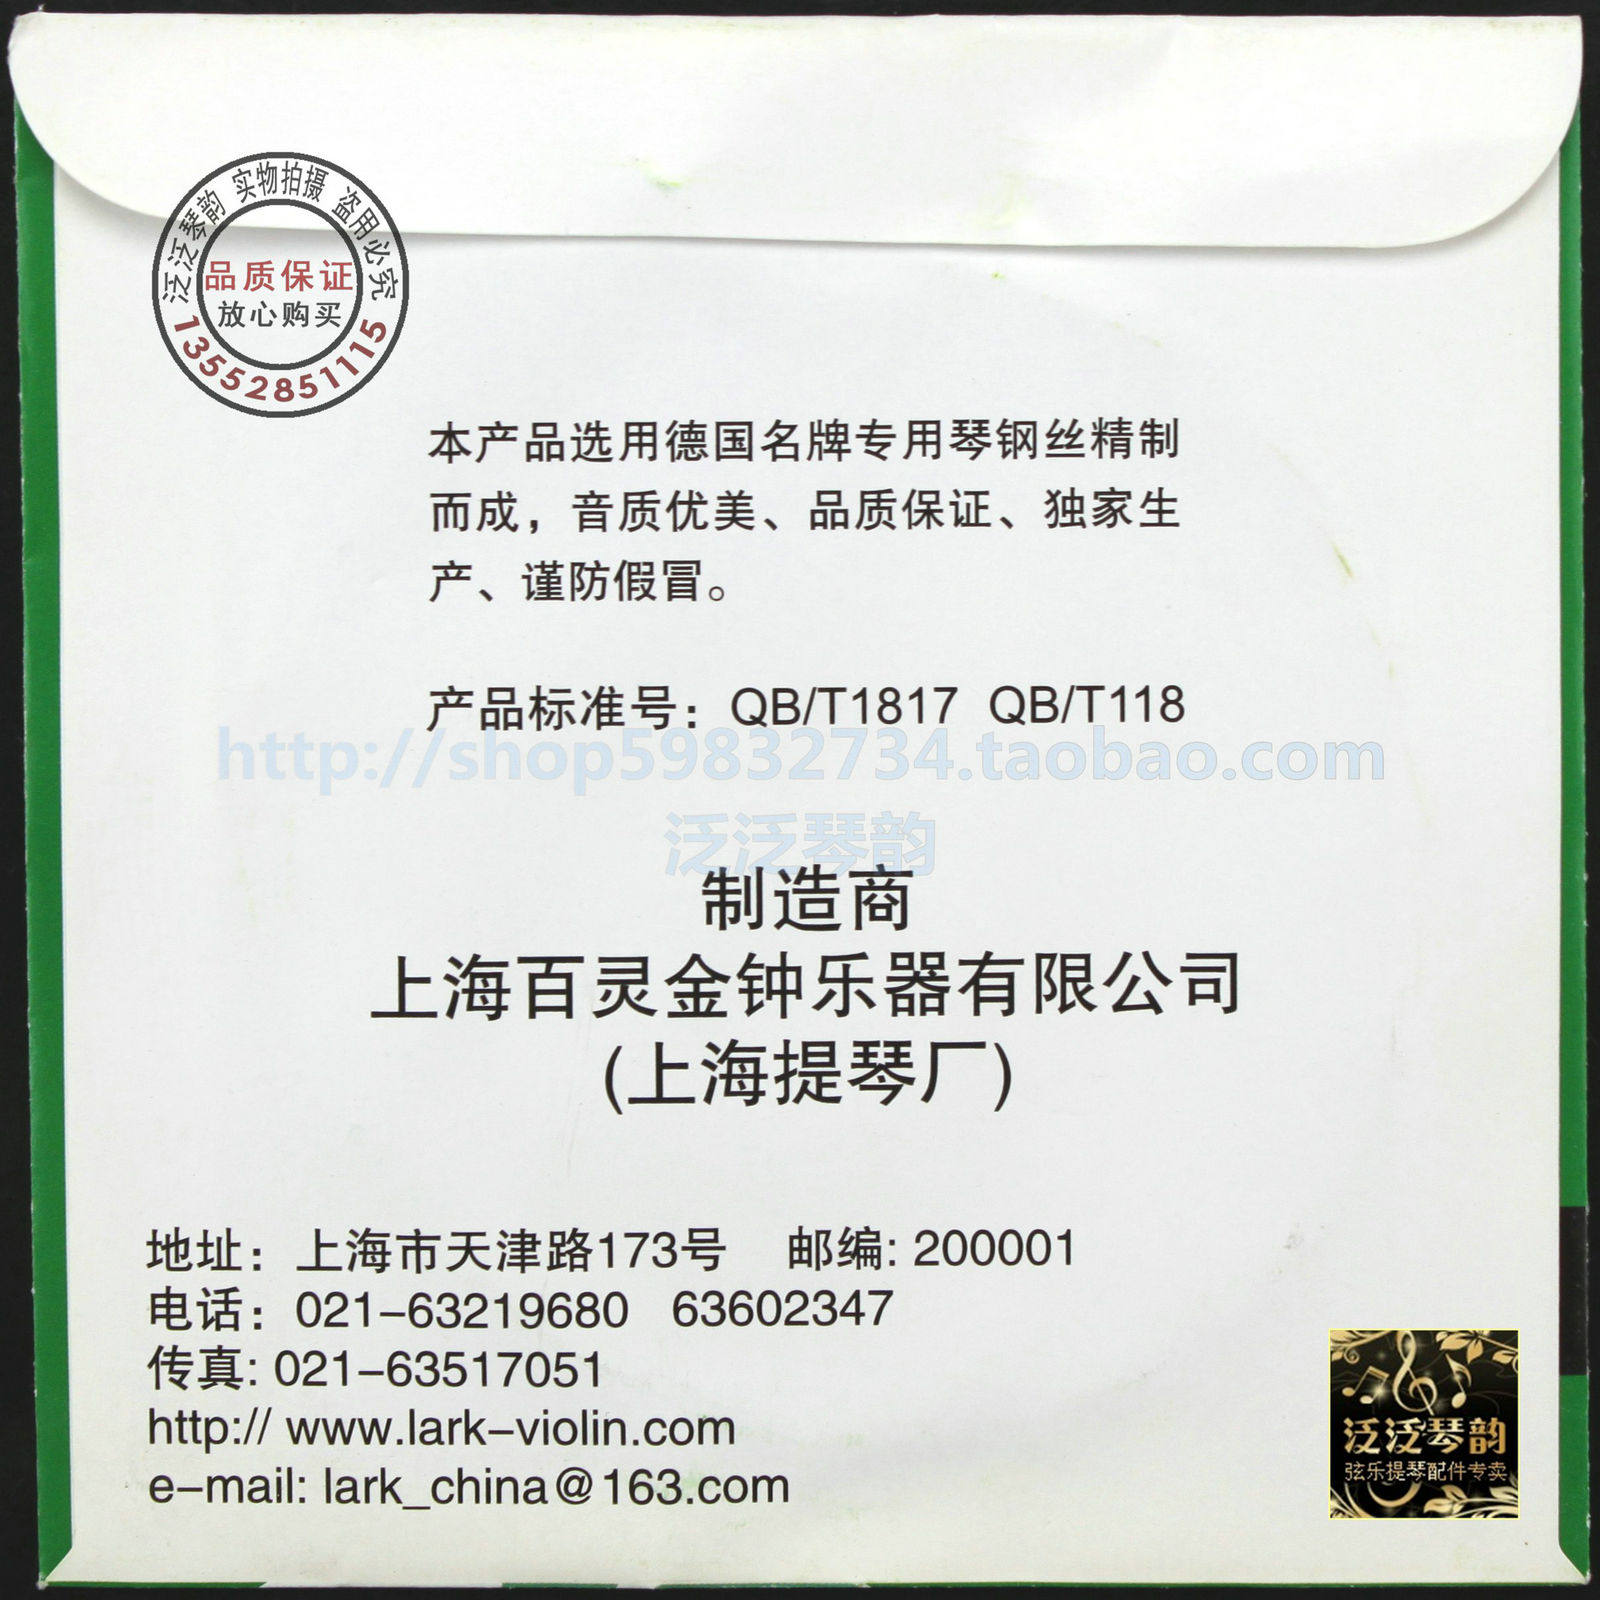 泛泛琴韵 实物拍摄 盗用必究
品质保证
放心购买
13552851115
本产品选用德国名牌专用琴钢丝精制
而成，音质优美、品质保证、独家生
产、谨防假冒。
产品标准号：QB/T1817 QB/T118
http://shop59832734.taobao.com
泛泛琴韵
制造商
上海百灵金钟乐器有限公司
(上海提琴厂)
地址：上海市天津路173号 邮编: 200001
电话：021-63219680 63602347
传真: 021-63517051
http:// www.lark-violin.com
e-mail: lark_china@163.com
泛泛琴韵
弦乐提琴配件专卖